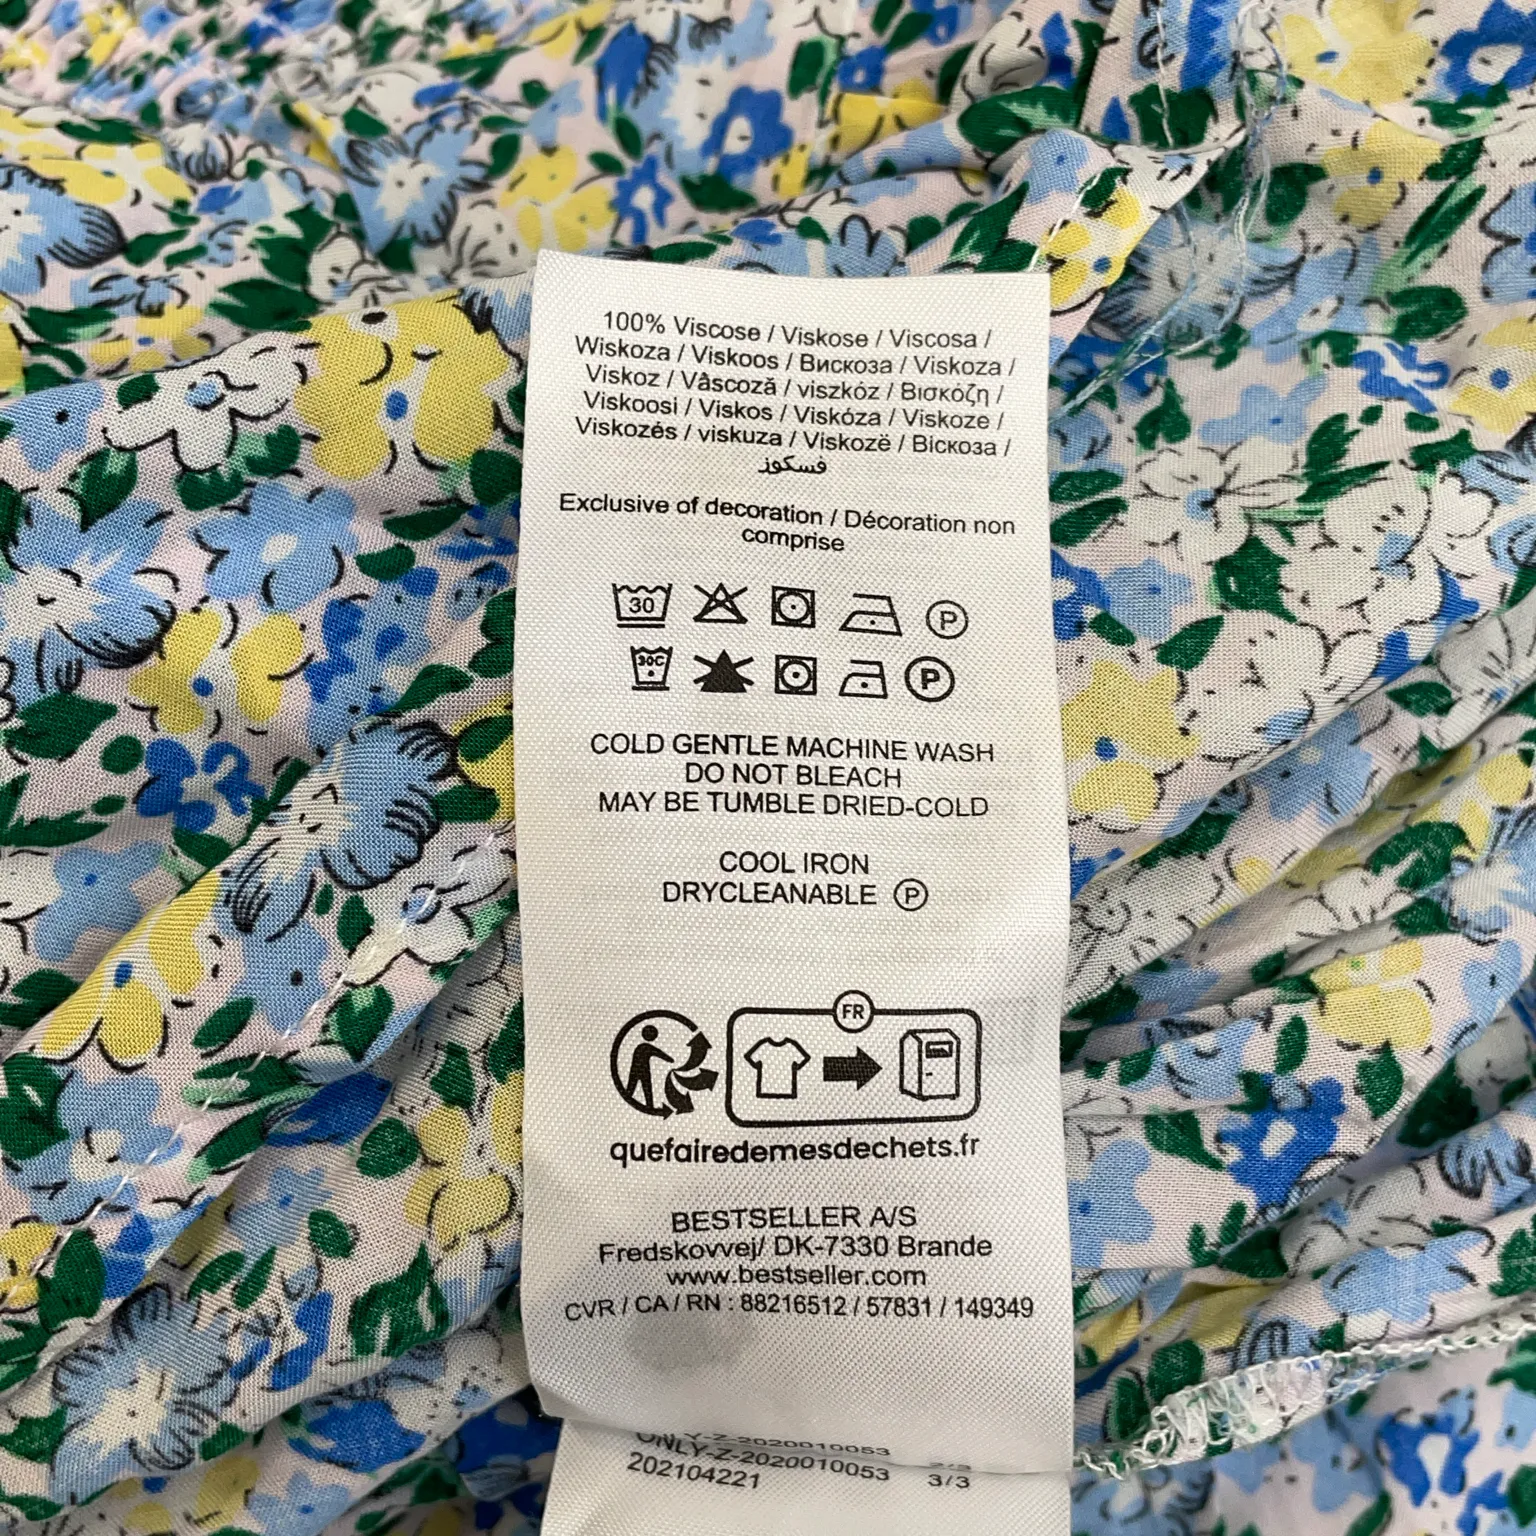 100% Viscose / Viskose / Viscosa /
Wiskoza / Viskoos / Вискоза / Viskoza /
Viskoz / Vâscoză / viszkóz / Βισκόζη /
Viskoosi / Viskos / Viskóza / Viskoze /
Viskozės / viskuza / Viskozë / Віскоза /
فسكوز
Exclusive of decoration / Décoration non
comprise
30 P
30C P
COLD GENTLE MACHINE WASH
DO NOT BLEACH
MAY BE TUMBLE DRIED-COLD
COOL IRON
DRYCLEANABLE P
FR
quefairedemesdechets.fr
BESTSELLER A/S
Fredskovvej/ DK-7330 Brande
www.bestseller.com
CVR / CA / RN : 88216512 / 57831 / 149349
ONLY-Z-2020010053 3/3
202104221